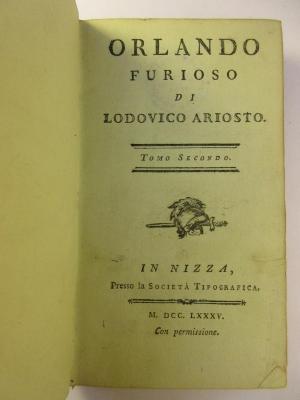 ORLANDO
FURIOSO
DI
LODOVICO ARIOSTO.
TOMO SECONDO.
IN NIZZA,
Presso la SOCIETÀ TIPOGRAFICA.
M. DCC. LXXXV.
Con permissione.